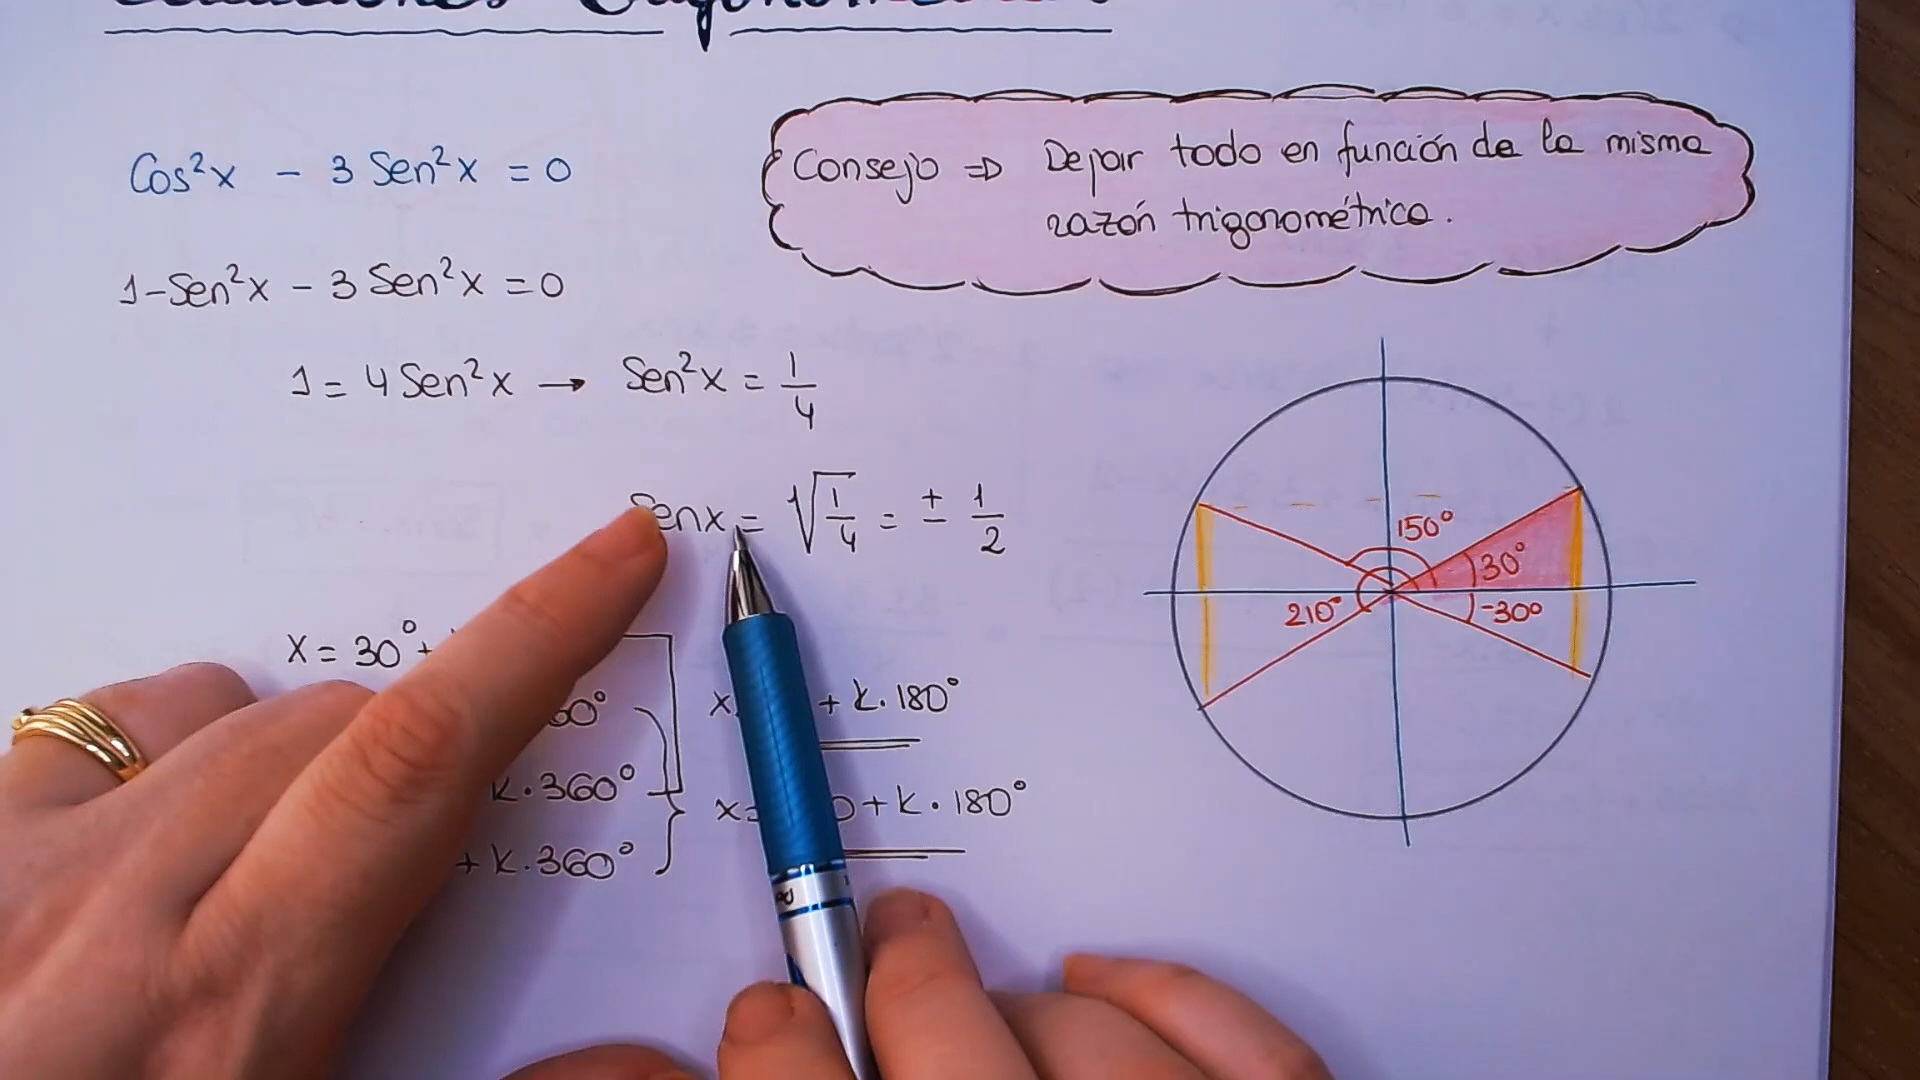 Cos²x - 3 Sen²x = 0
Consejo ⇒ Dejar todo en función de la misma
razón trigonométrica.
1-Sen²x - 3 Sen²x = 0
1 = 4 Sen²x → Sen²x = 1/4
Senx = √1/4 = ± 1/2
150°
30°
210°
-30°
x = 30° +
60°
x + k·180°
k·360°
x= 0 + k·180°
+ k·360°